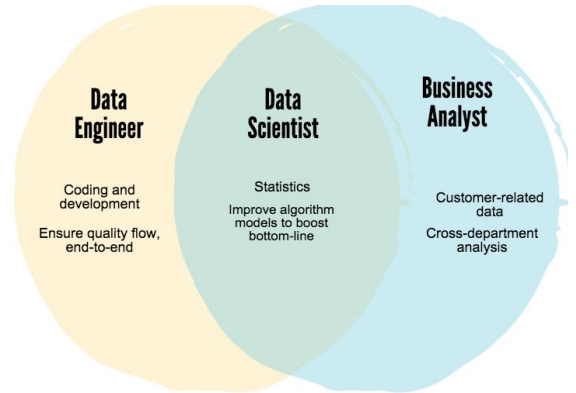 Data
Engineer
Coding and
development
Ensure quality flow,
end-to-end
Data
Scientist
Statistics
Improve algorithm
models to boost
bottom-line
Business
Analyst
Customer-related
data
Cross-department
analysis